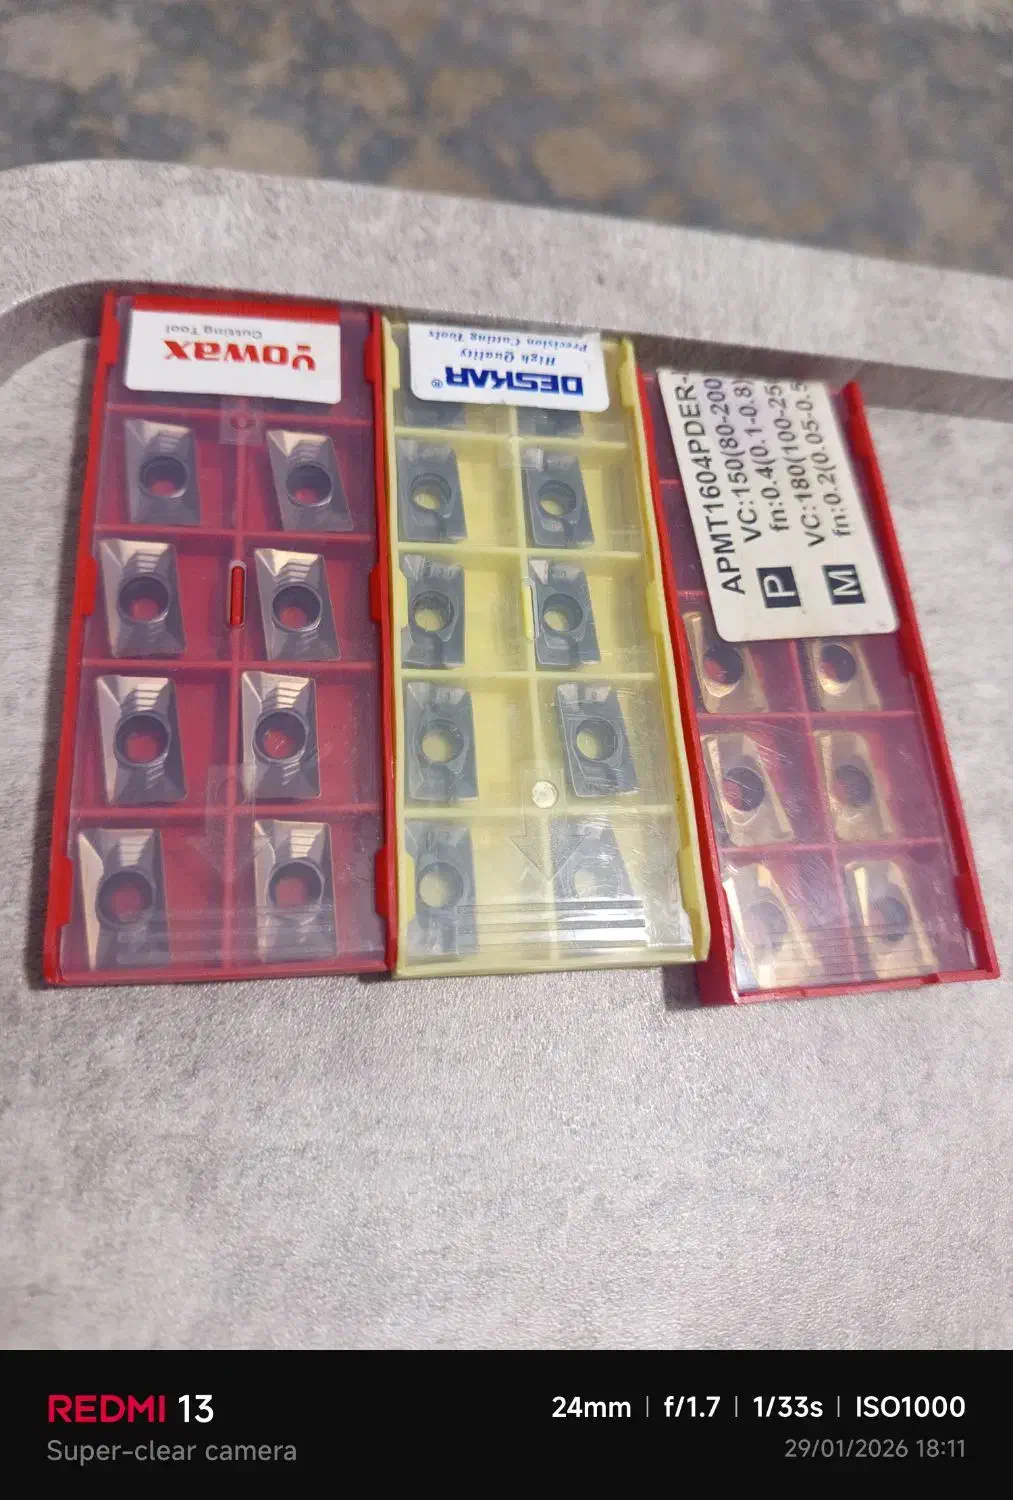 Yowax
Cutting Tool
DESKAR®
High Quality
Precision Cutting Tools
APMT1604PDER-
VC:150(80-200
fn:0.4(0.1-0.8)
P
VC:180(100-25
fn:0.2(0.05-0.5
M
REDMI 13
Super-clear camera
24mm | f/1.7 | 1/33s | ISO1000
29/01/2026 18:11